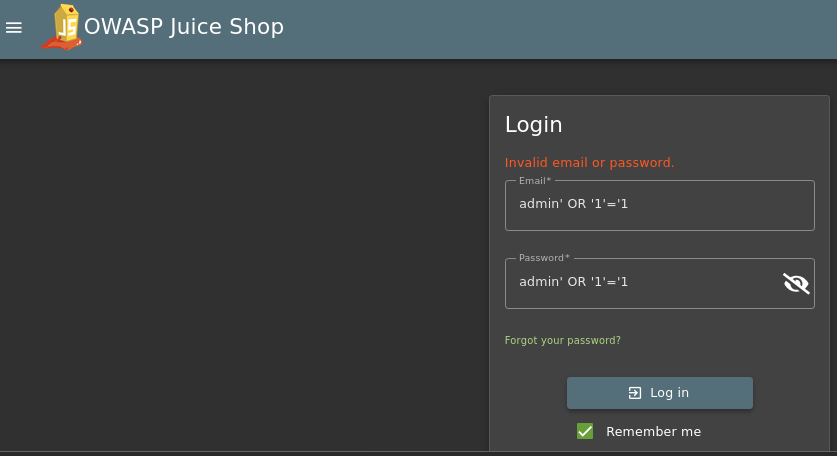 OWASP Juice Shop
Login
Invalid email or password.
Email*
admin' OR '1'='1
Password*
admin' OR '1'='1
Forgot your password?
Log in
Remember me